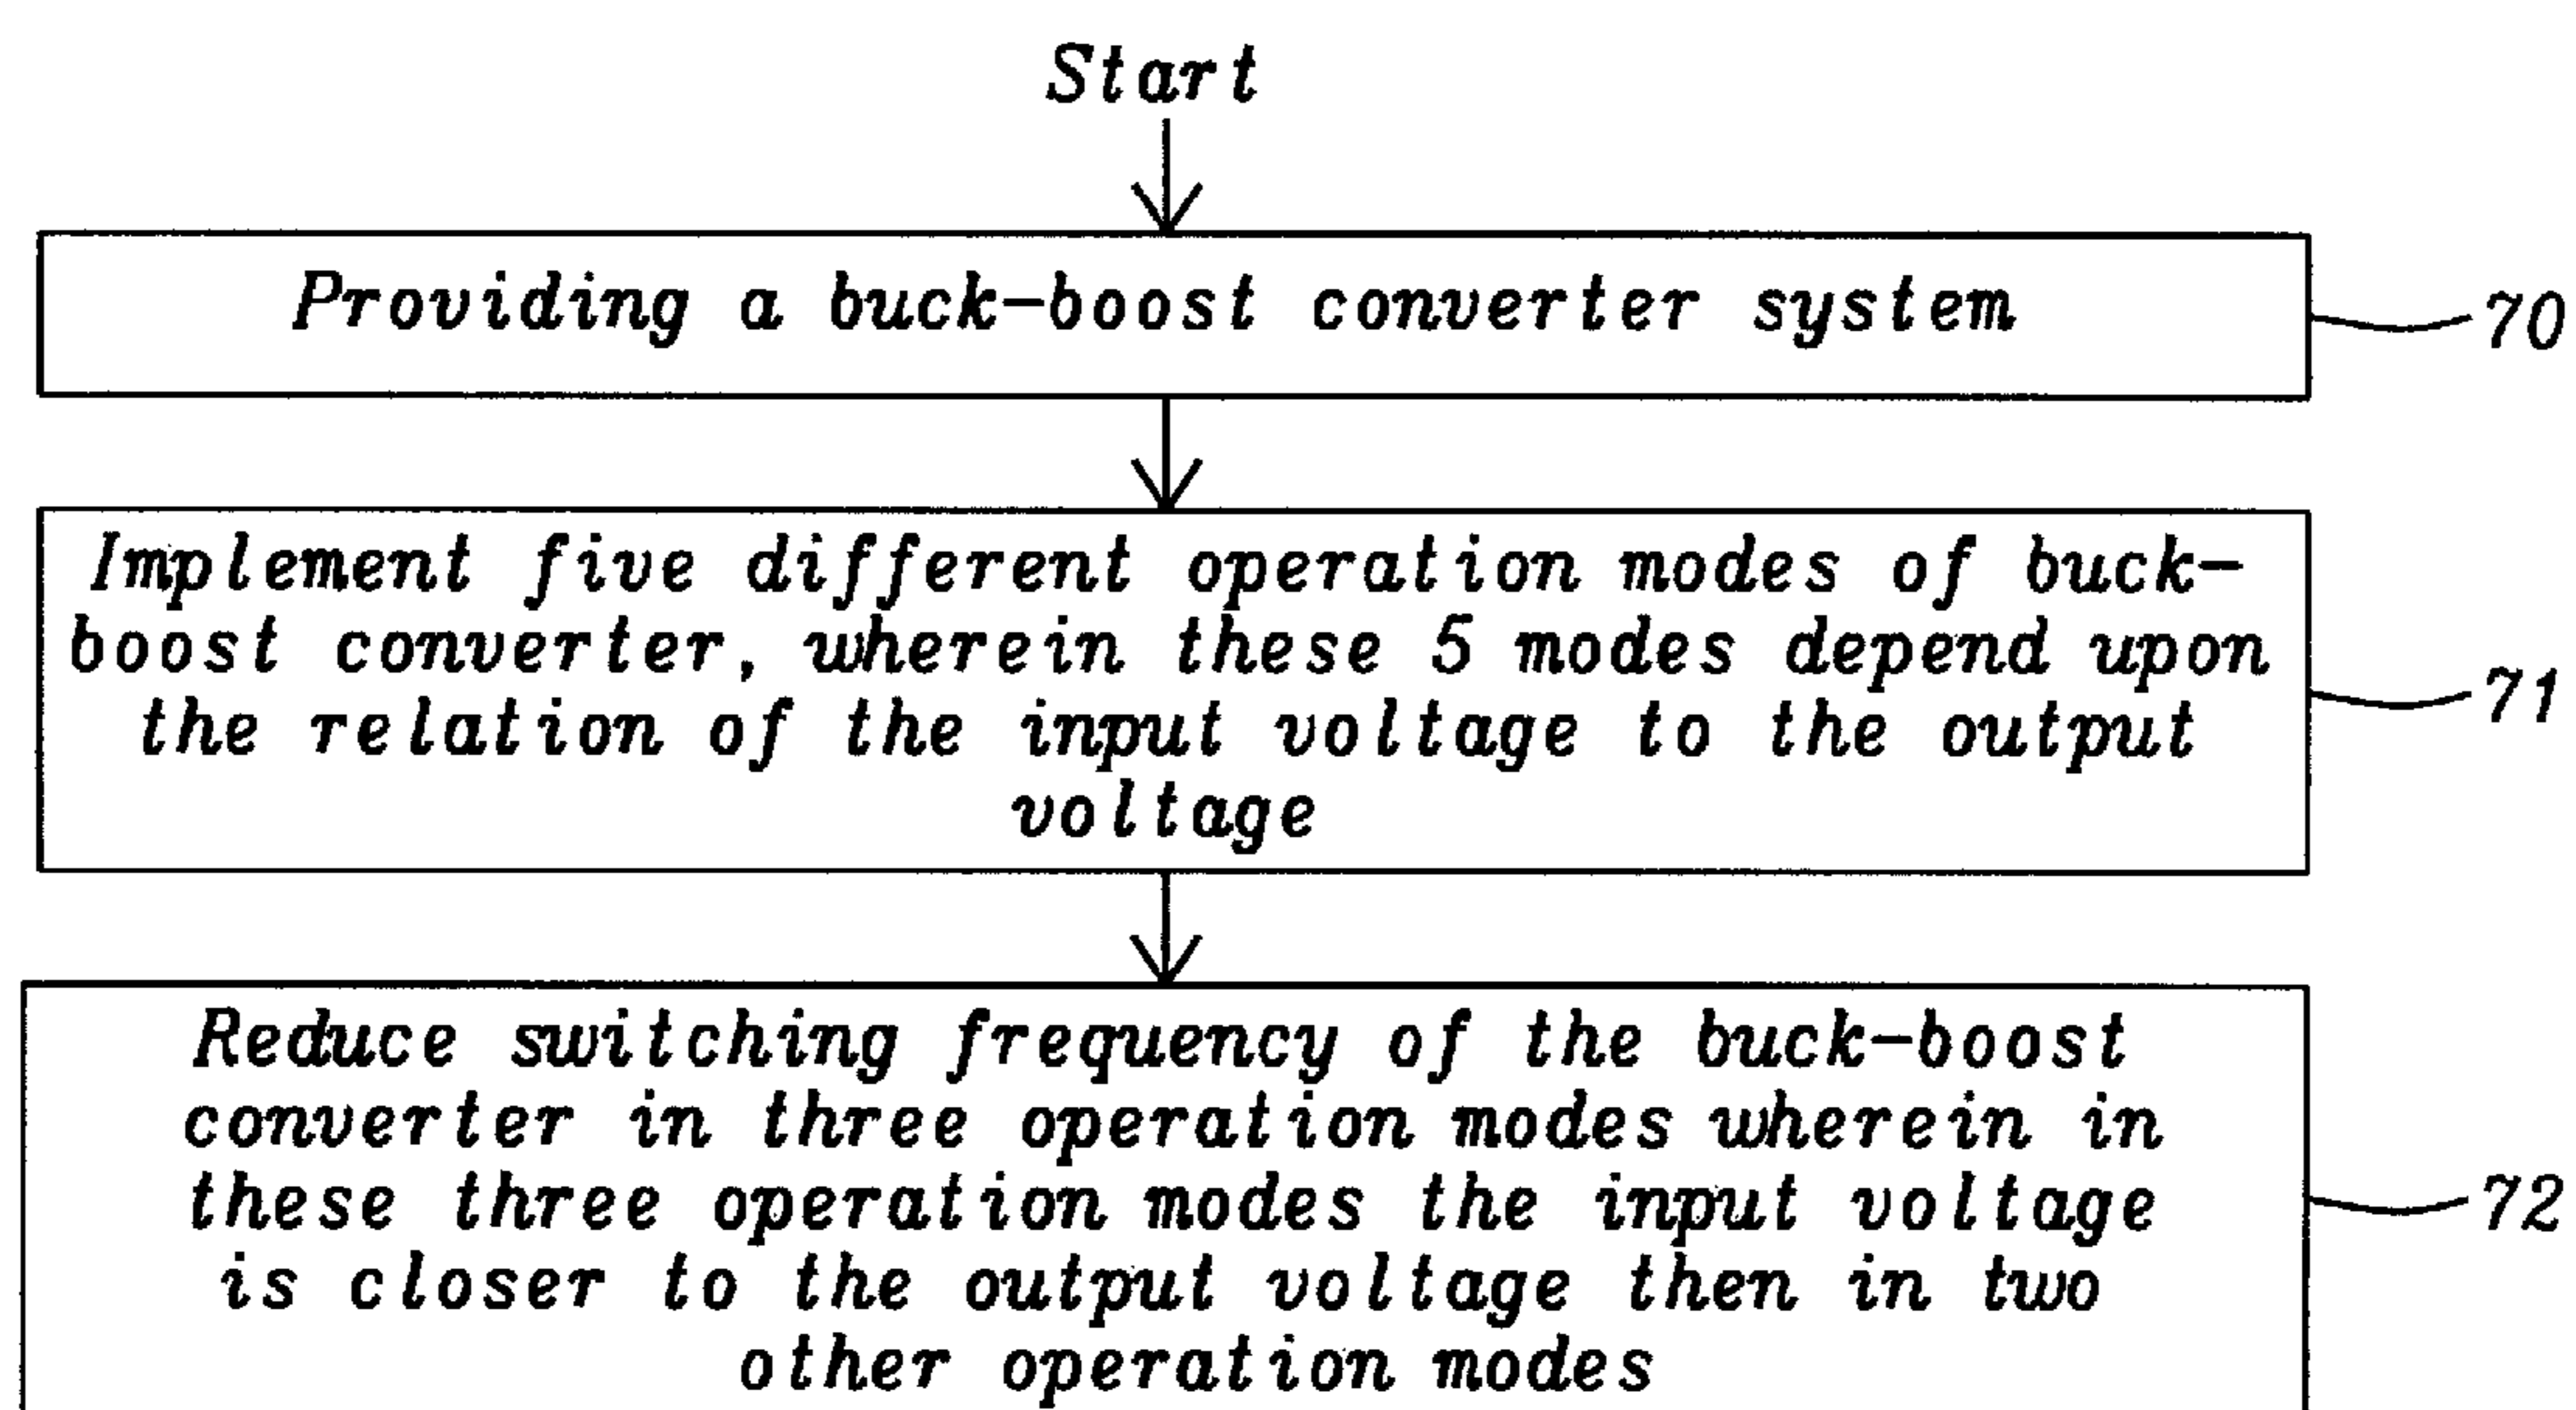 Start
Providing a buck-boost converter system
70
Implement five different operation modes of buck-
boost converter, wherein these 5 modes depend upon
the relation of the input voltage to the output
voltage
71
Reduce switching frequency of the buck-boost
converter in three operation modes wherein in
these three operation modes the input voltage
is closer to the output voltage then in two
other operation modes
72